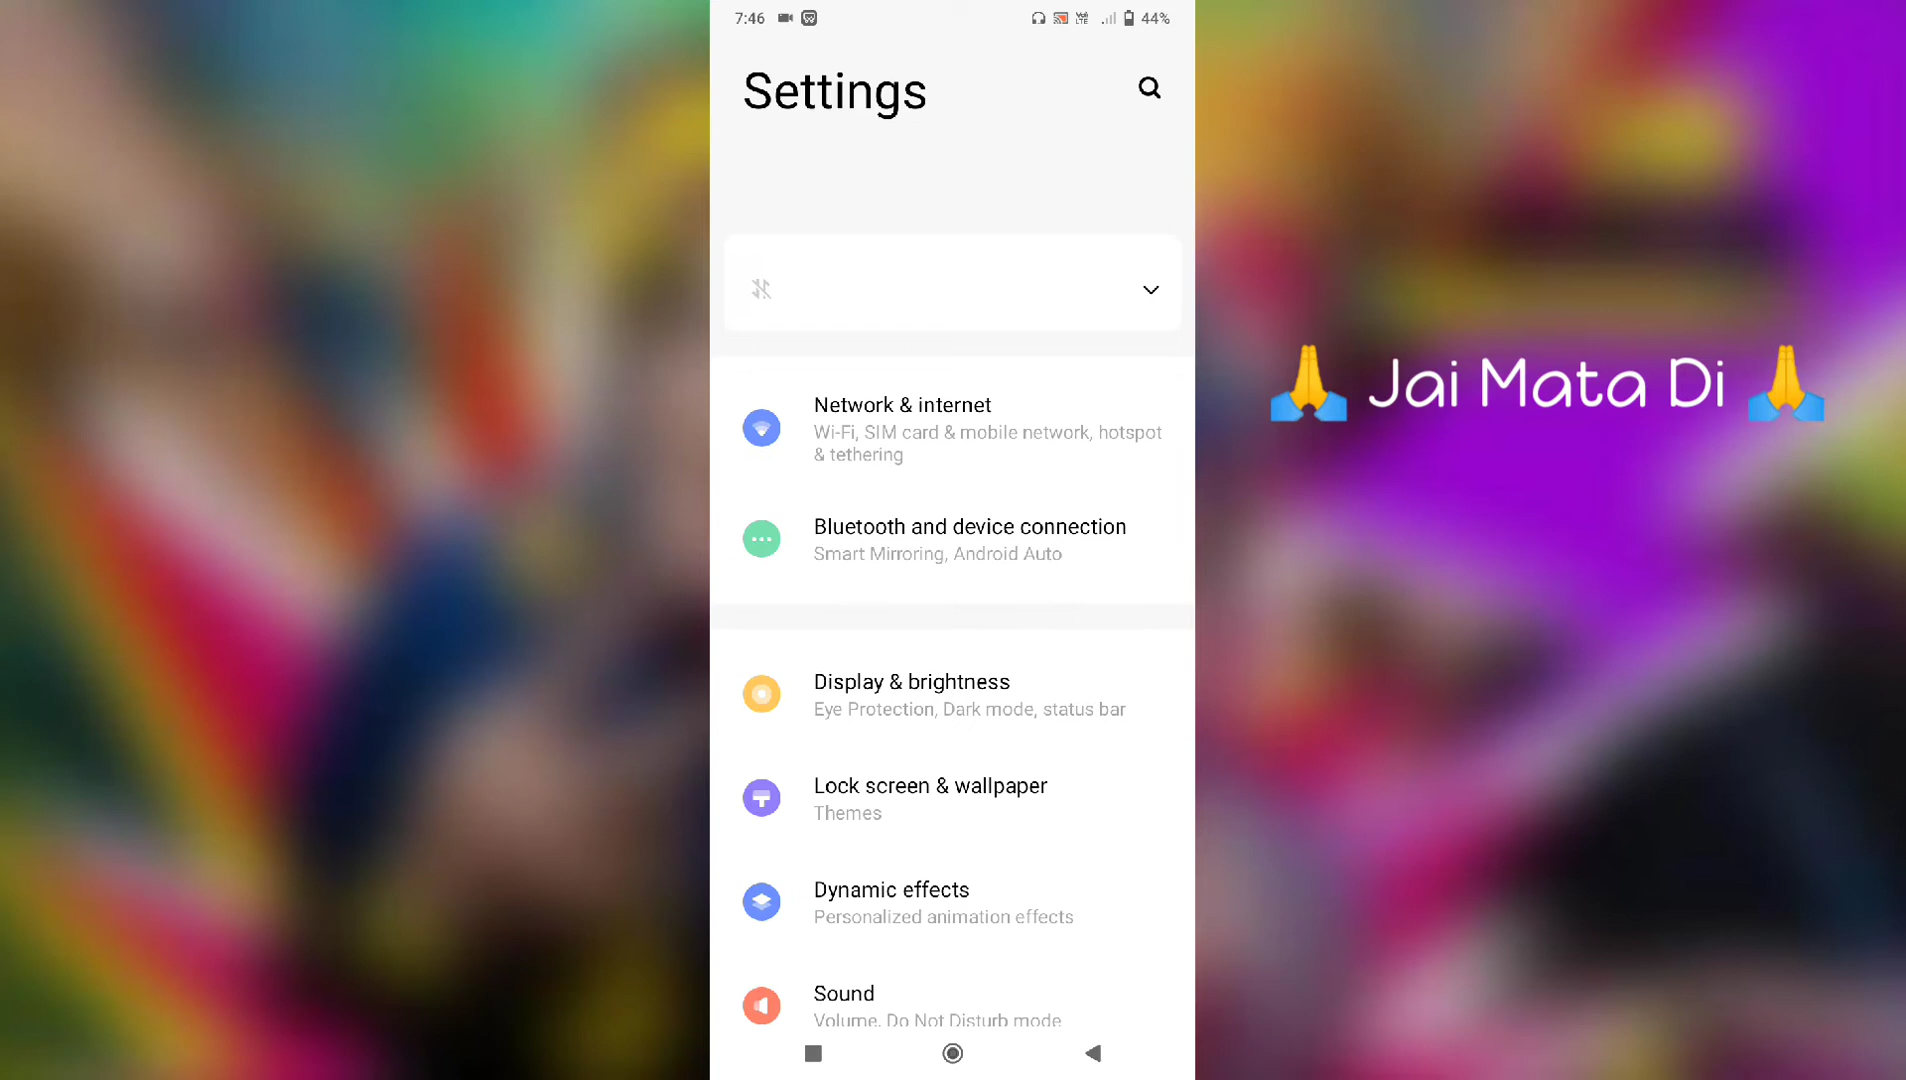 7:46
44%
Settings
Network & internet
Wi-Fi, SIM card & mobile network, hotspot
& tethering
Bluetooth and device connection
Smart Mirroring, Android Auto
🙏 Jai Mata Di 🙏
Display & brightness
Eye Protection, Dark mode, status bar
Lock screen & wallpaper
Themes
Dynamic effects
Personalized animation effects
Sound
Volume, Do Not Disturb mode